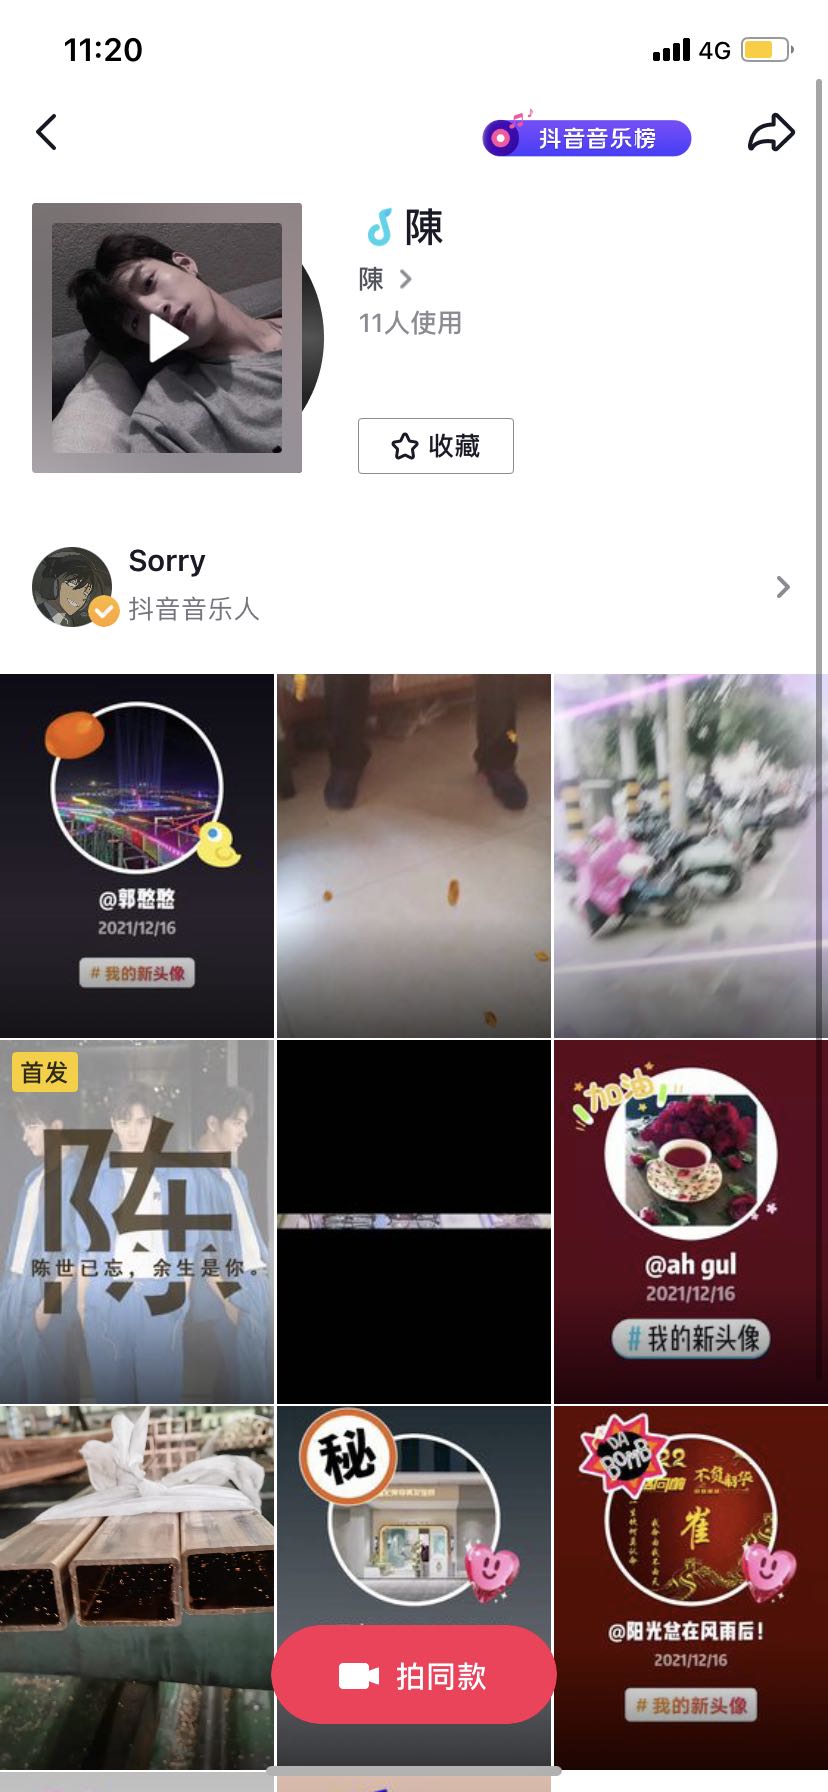 11:20
4G
抖音音乐榜
陳
陳
11人使用
收藏
Sorry
抖音音乐人
@郭憨憨
2021/12/16
#我的新头像
首发
陈
陈世已忘，余生是你。
加油
@ah gul
2021/12/16
#我的新头像
秘
DA
BOMB
不负韶华
崔
@阳光总在风雨后!
2021/12/16
#我的新头像
拍同款